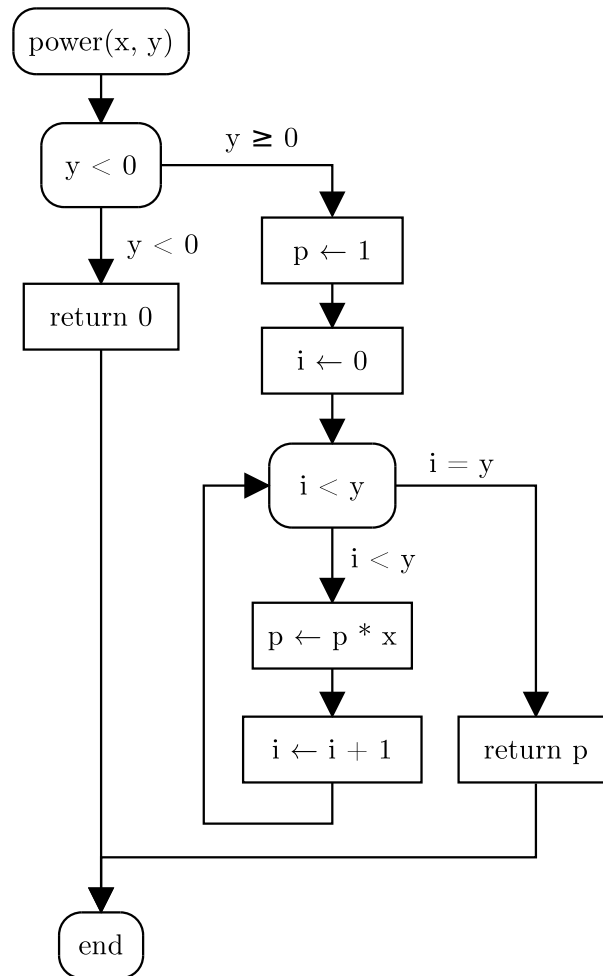 power(x, y)
y < 0
y ≥ 0
y < 0
return 0
p ← 1
i ← 0
i < y
i = y
i < y
p ← p * x
i ← i + 1
return p
end